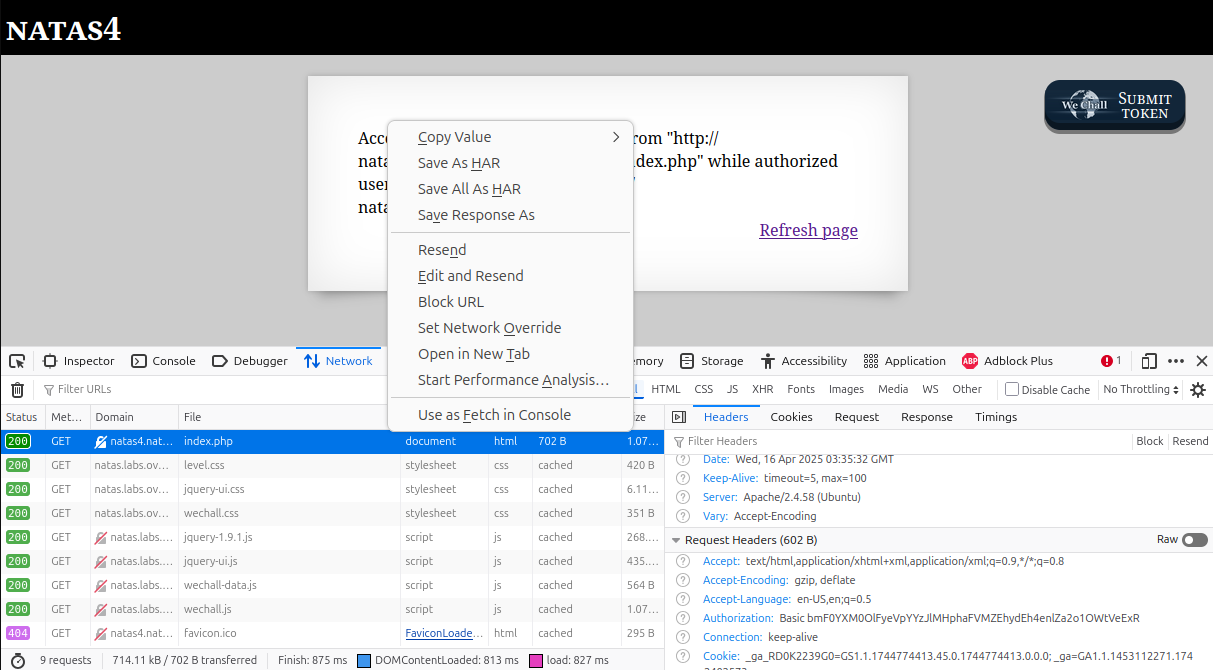 NATAS4
We Chall
SUBMIT
TOKEN
rom "http://
dex.php" while authorized
Refresh page
Copy Value
Save As HAR
Save All As HAR
Save Response As
Resend
Edit and Resend
Block URL
Set Network Override
Open in New Tab
Start Performance Analysis…
Use as Fetch in Console
Inspector Console Debugger Network emory Storage Accessibility Application ABP Adblock Plus 1
Filter URLs HTML CSS JS XHR Fonts Images Media WS Other Disable Cache No Throttling
Status Met… Domain File ze Headers Cookies Request Response Timings
200 GET natas4.nat… index.php document html 702 B 1.07…
200 GET natas.labs.ov… level.css stylesheet css cached 420 B
200 GET natas.labs.ov… jquery-ui.css stylesheet css cached 6.11…
200 GET natas.labs.ov… wechall.css stylesheet css cached 351 B
200 GET natas.labs.… jquery-1.9.1.js script js cached 268.…
200 GET natas.labs.… jquery-ui.js script js cached 435.…
200 GET natas.labs.… wechall-data.js script js cached 564 B
200 GET natas.labs.… wechall.js script js cached 1.07…
404 GET natas4.nat… favicon.ico FaviconLoade… html cached 295 B
9 requests 714.11 kB / 702 B transferred Finish: 875 ms DOMContentLoaded: 813 ms load: 827 ms
Filter Headers Block Resend
Date: Wed, 16 Apr 2025 03:35:32 GMT
Keep-Alive: timeout=5, max=100
Server: Apache/2.4.58 (Ubuntu)
Vary: Accept-Encoding
Request Headers (602 B) Raw
Accept: text/html,application/xhtml+xml,application/xml;q=0.9,*/*;q=0.8
Accept-Encoding: gzip, deflate
Accept-Language: en-US,en;q=0.5
Authorization: Basic bmF0YXM0OlFyeVpYYzJlMHphaFVMZEhydEh4enlZa2o1OWtVeExR
Connection: keep-alive
Cookie: _ga_RD0K2239G0=GS1.1.1744774413.45.0.1744774413.0.0.0; _ga=GA1.1.1453112271.174